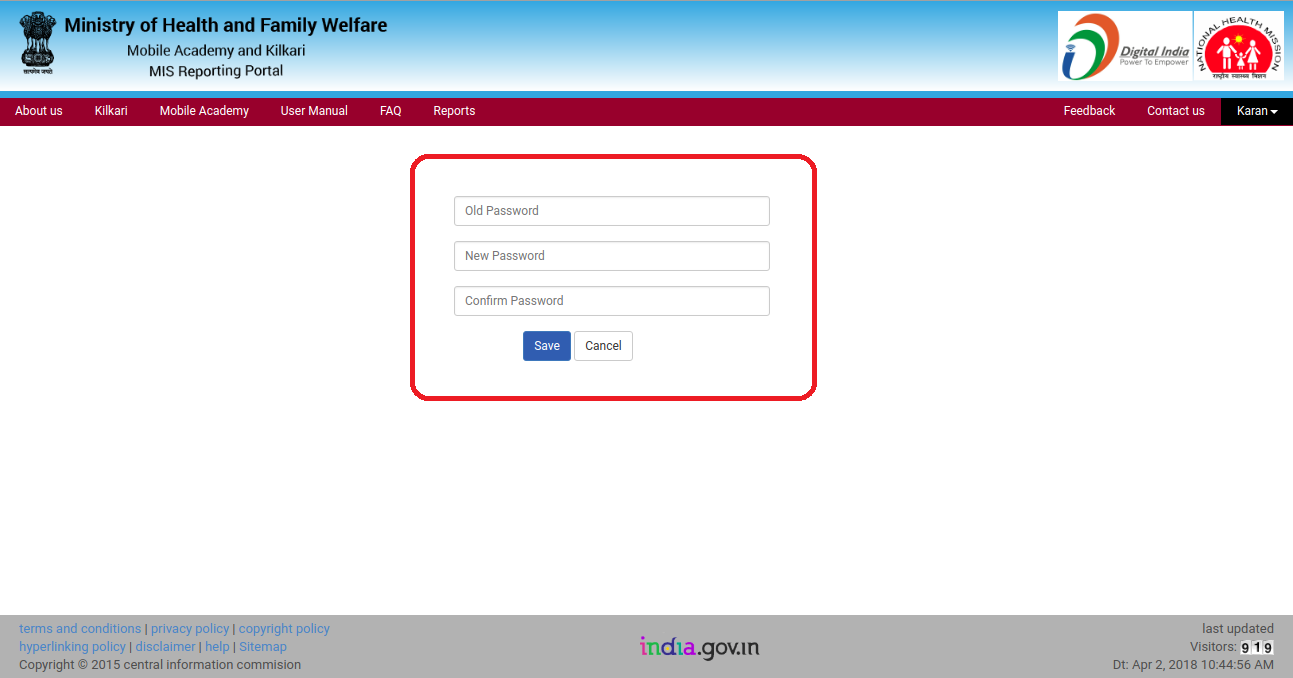 Ministry of Health and Family Welfare
Mobile Academy and Kilkari
MIS Reporting Portal
सत्यमेव जयते
Digital India
Power To Empower
NATIONAL HEALTH MISSION
राष्ट्रीय स्वास्थ्य मिशन
About us Kilkari Mobile Academy User Manual FAQ Reports Feedback Contact us Karan
Old Password
New Password
Confirm Password
Save Cancel
terms and conditions | privacy policy | copyright policy
hyperlinking policy | disclaimer | help | Sitemap
Copyright © 2015 central information commision
india.gov.in
last updated
Visitors: 919
Dt: Apr 2, 2018 10:44:56 AM